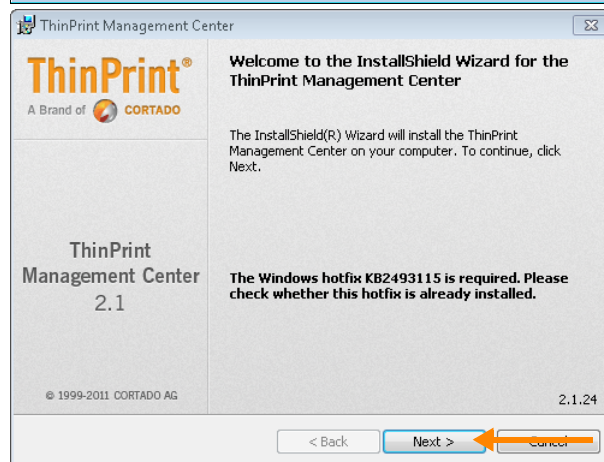 ThinPrint Management Center
ThinPrint®
A Brand of CORTADO
Welcome to the InstallShield Wizard for the
ThinPrint Management Center
The InstallShield(R) Wizard will install the ThinPrint
Management Center on your computer. To continue, click
Next.
ThinPrint
Management Center
2.1
The Windows hotfix KB2493115 is required. Please
check whether this hotfix is already installed.
© 1999-2011 CORTADO AG
2.1.24
< Back
Next >
Cancel